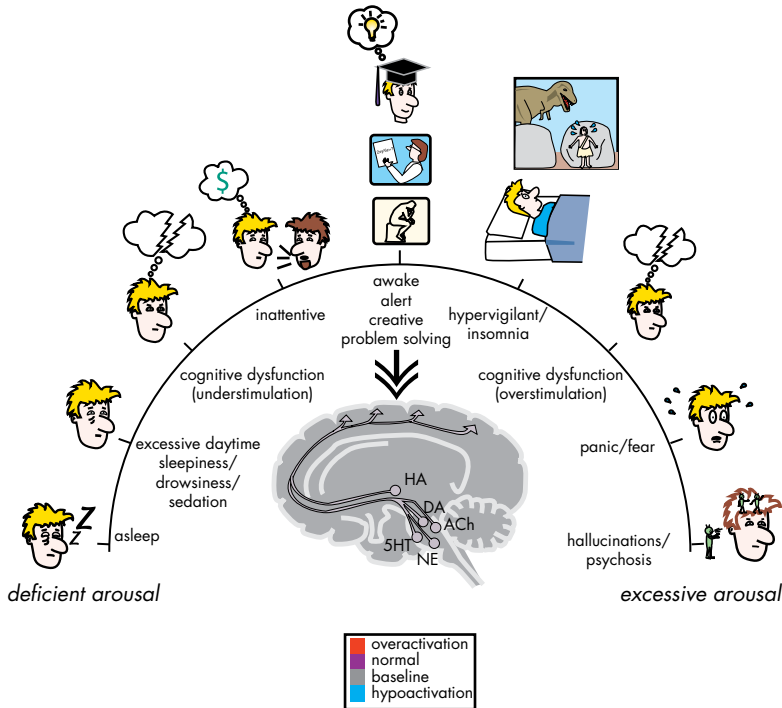 $
awake
alert
creative
problem solving
inattentive
hypervigilant/
insomnia
cognitive dysfunction
(understimulation)
cognitive dysfunction
(overstimulation)
excessive daytime
sleepiness/
drowsiness/
sedation
panic/fear
HA
DA
ACh
5HT
NE
Z
Z
asleep
hallucinations/
psychosis
deficient arousal
excessive arousal
overactivation
normal
baseline
hypoactivation